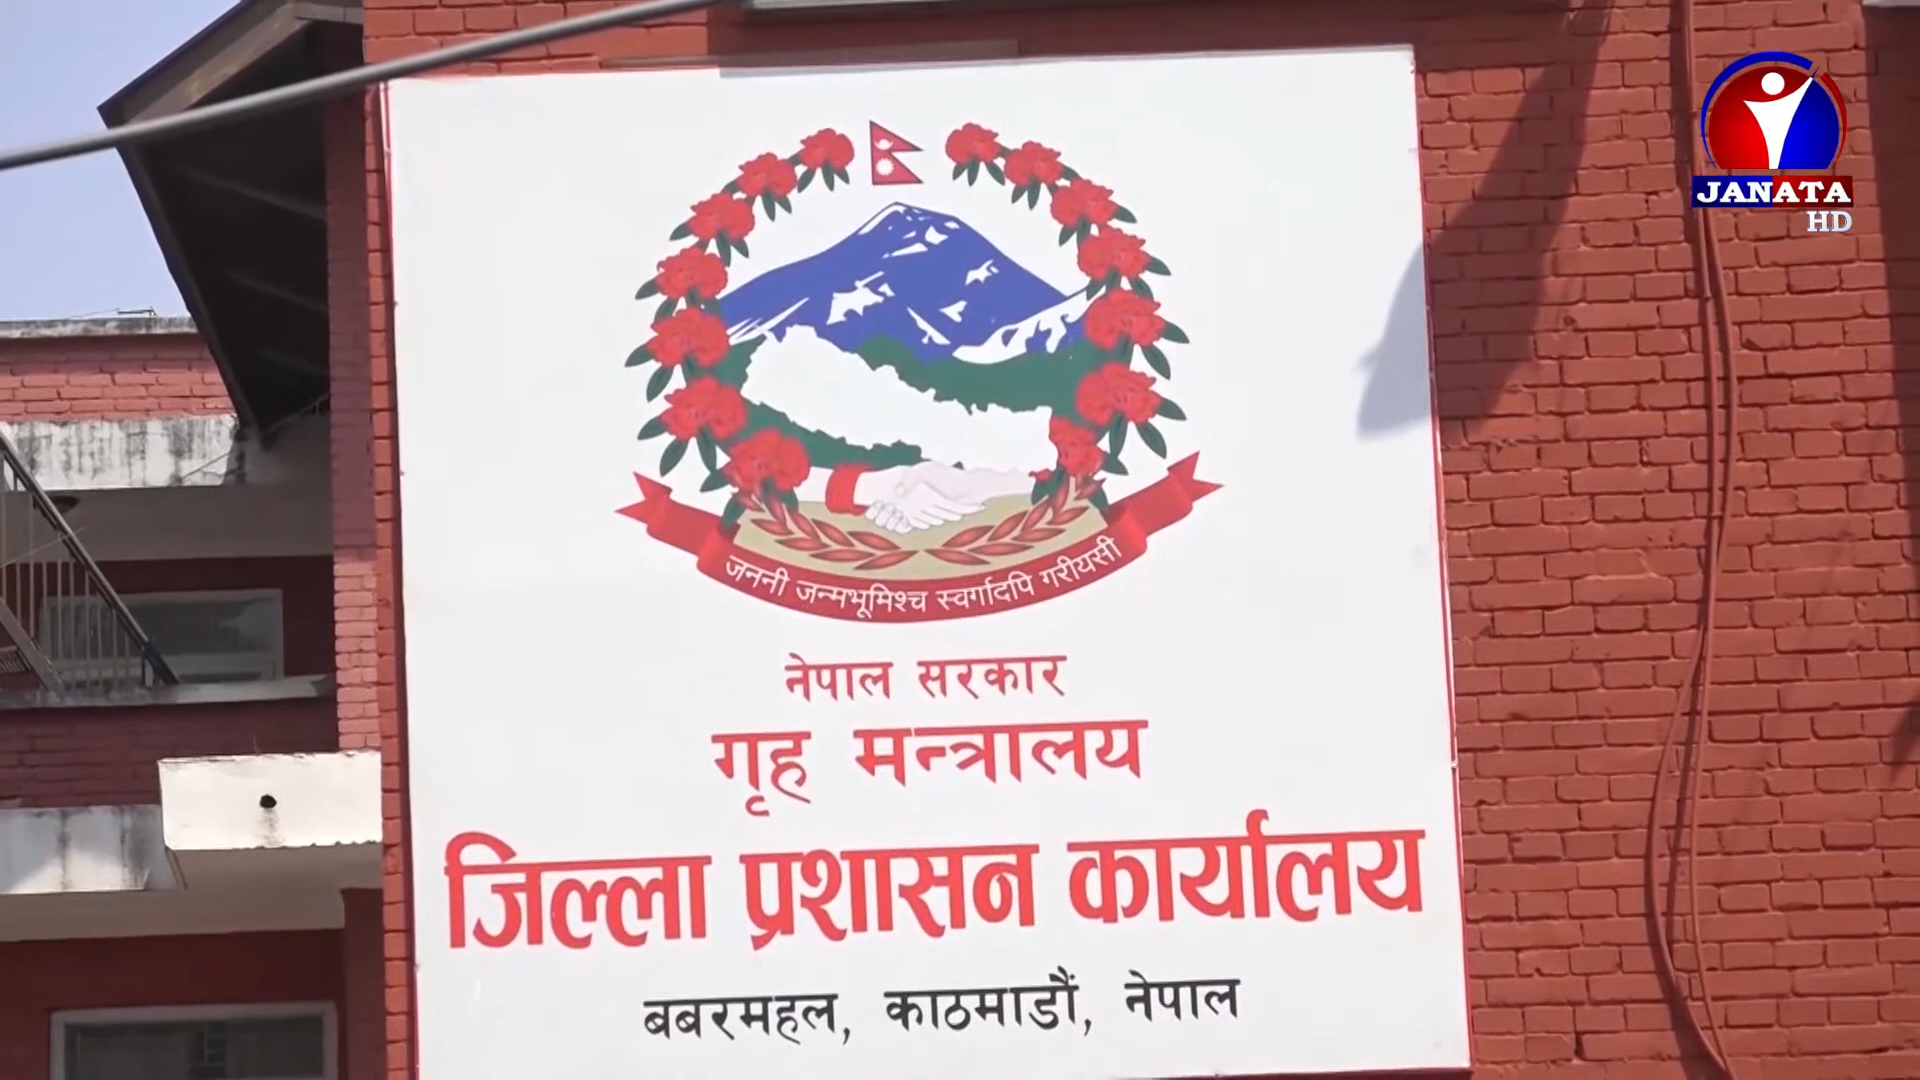 JANATA
HD
जननी जन्मभूमिश्च स्वर्गादपि गरीयसी
नेपाल सरकार
गृह मन्त्रालय
जिल्ला प्रशासन कार्यालय
बबरमहल, काठमाडौं, नेपाल